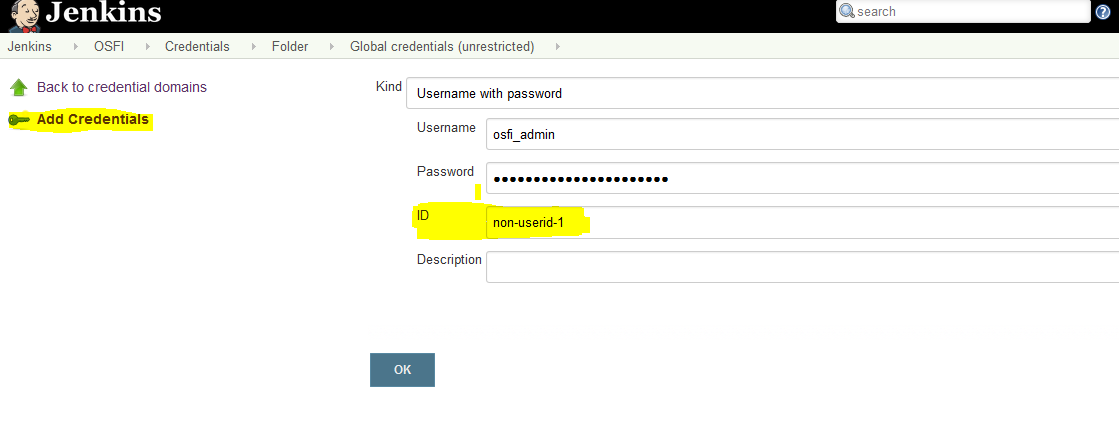 Jenkins
search
Jenkins OSFI Credentials Folder Global credentials (unrestricted)
Back to credential domains
Add Credentials
Kind Username with password
Username osfi_admin
Password ••••••••••••••••••••••
ID non-userid-1
Description
OK